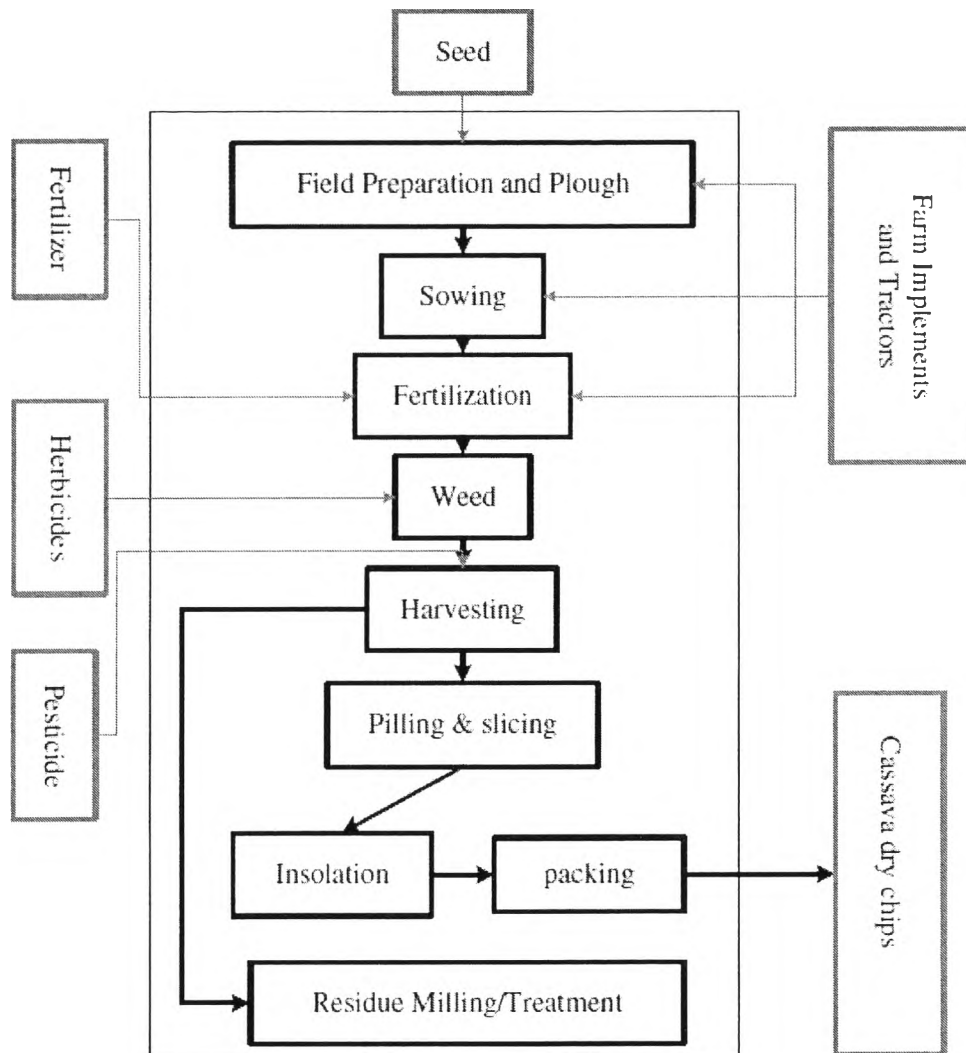 Seed
Field Preparation and Plough
Fertilizer
Farm Implements
and Tractors
Sowing
Fertilization
Herbicides
Weed
Harvesting
Pesticide
Pilling & slicing
Cassava dry chips
Insolation
packing
Residue Milling/Treatment